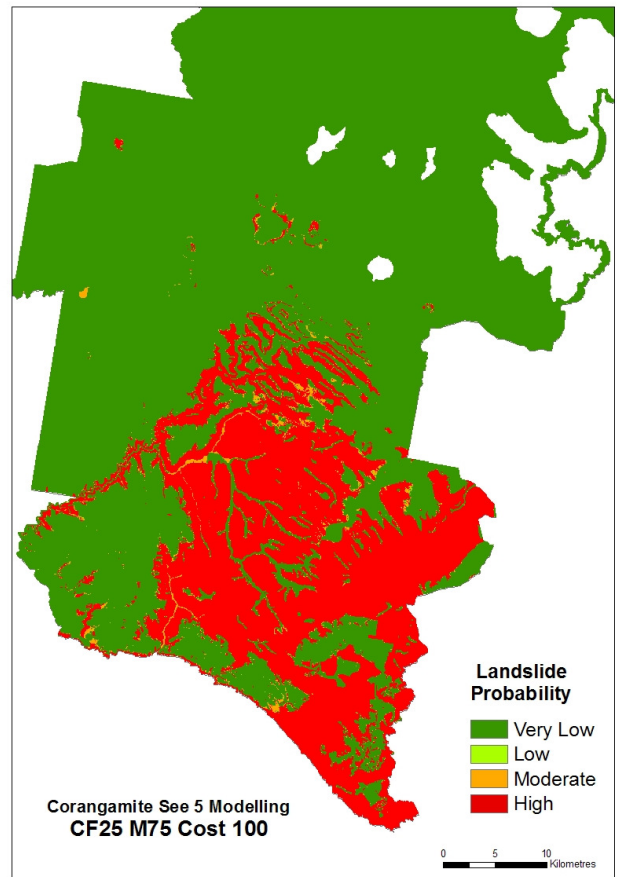 Landslide
Probability
Very Low
Low
Moderate
High
Corangamite See 5 Modelling
CF25 M75 Cost 100
0 5 10
Kilometres